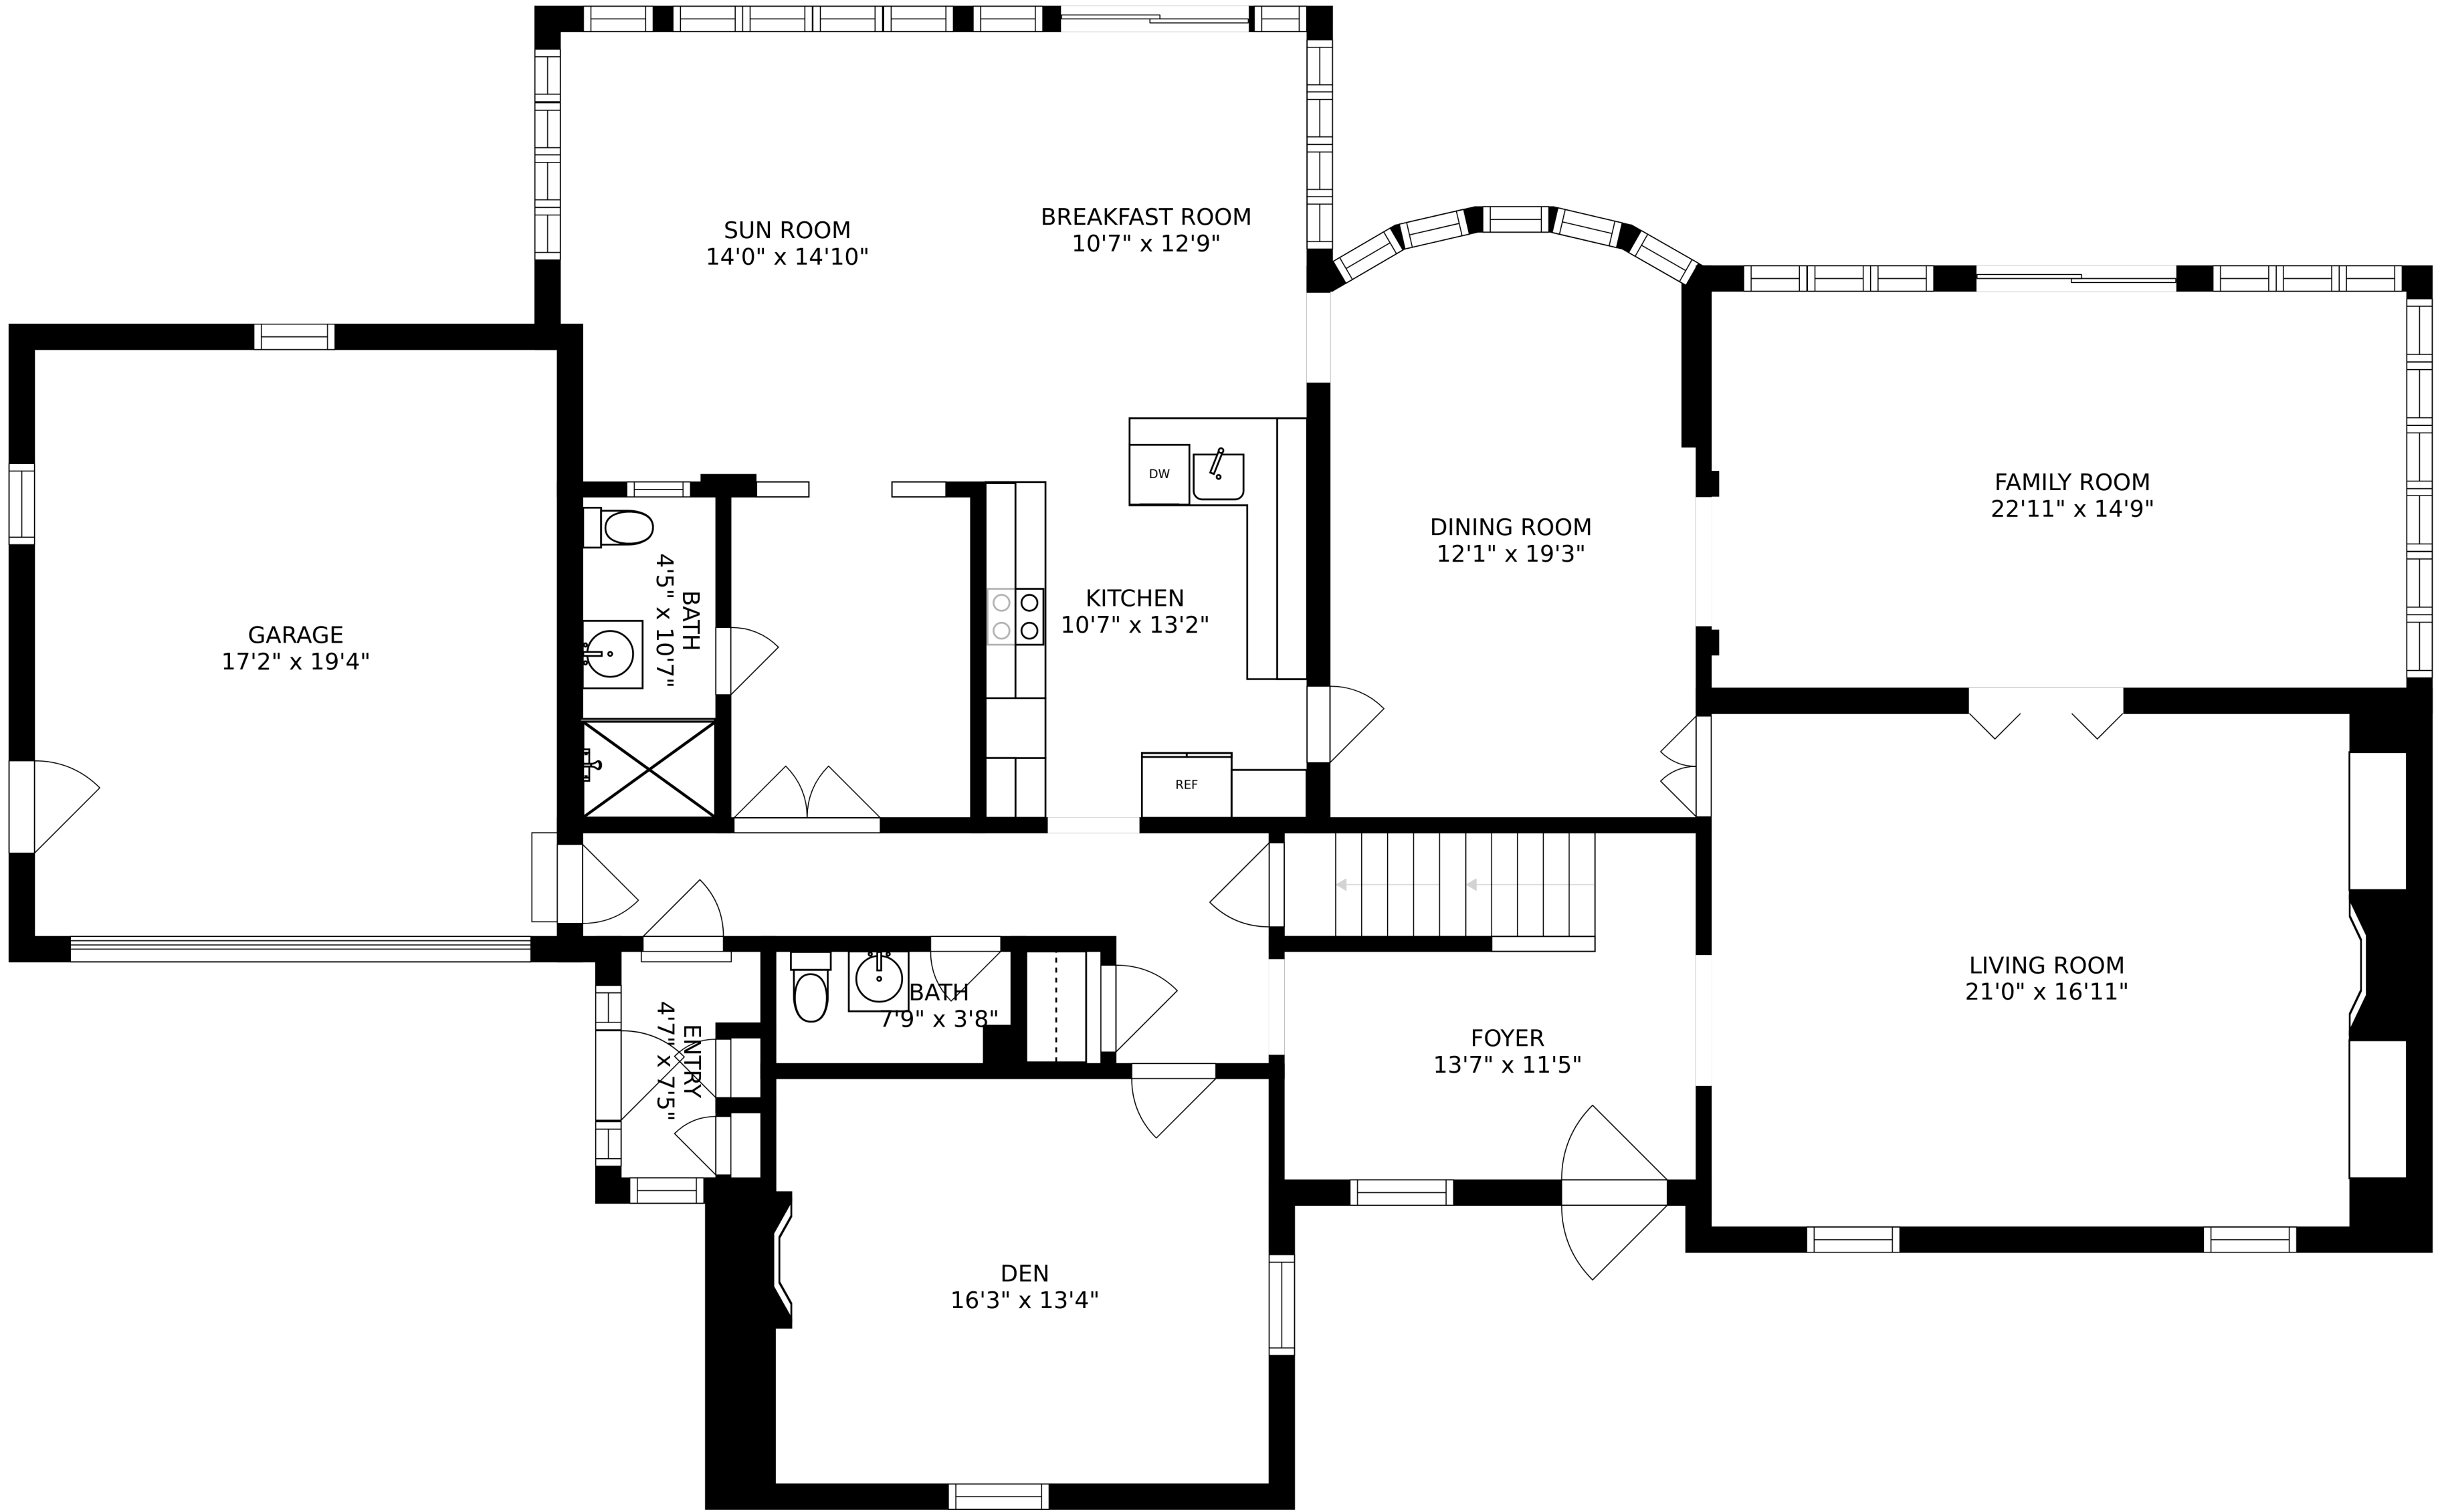 SUN ROOM
14'0" x 14'10"
BREAKFAST ROOM
10'7" x 12'9"
DW
FAMILY ROOM
22'11" x 14'9"
DINING ROOM
12'1" x 19'3"
BATH
4'5" x 10'7"
KITCHEN
10'7" x 13'2"
GARAGE
17'2" x 19'4"
REF
LIVING ROOM
21'0" x 16'11"
BATH
7'9" x 3'8"
ENTRY
4'7" x 7'5"
FOYER
13'7" x 11'5"
DEN
16'3" x 13'4"